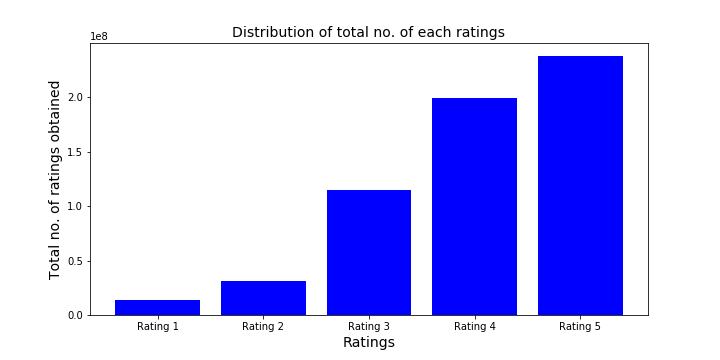 Distribution of total no. of each ratings
1e8
2.0
1.5
1.0
0.5
0.0
Total no. of ratings obtained
Rating 1 Rating 2 Rating 3 Rating 4 Rating 5
Ratings